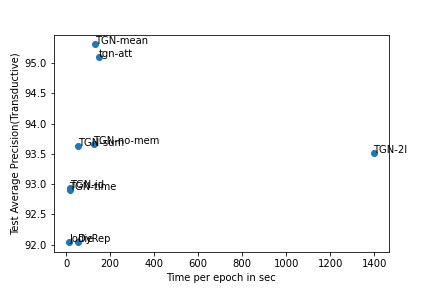 TGN-mean
tgn-att
95.0
94.5
94.0
TGN-sum
TGN-no-mem
93.5
TGN-2l
93.0
TGN-id
TGN-time
92.5
92.0
Jodie
DyRep
0
200
400
600
800
1000
1200
1400
Time per epoch in sec
Test Average Precision(Transductive)